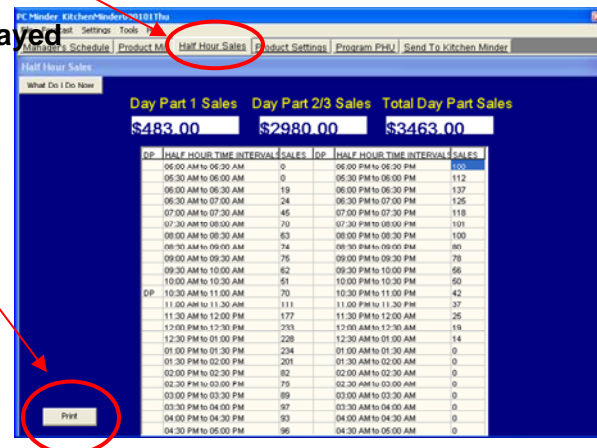 ayed
PC Minder KitchenMinder
Settings Tools
Manager's Schedule Product M Half Hour Sales Product Settings Program PHU Send To Kitchen Minder
Half Hour Sales
What Do I Do Now
Day Part 1 Sales Day Part 2/3 Sales Total Day Part Sales
$483.00 $2980.00 $3463.00
DP HALF HOUR TIME INTERVALS SALES DP HALF HOUR TIME INTERVALS SALES
05:00 AM to 05:30 AM 0 05:00 PM to 05:30 PM 100
05:30 AM to 06:00 AM 0 05:30 PM to 06:00 PM 112
06:00 AM to 06:30 AM 19 06:00 PM to 06:30 PM 137
06:30 AM to 07:00 AM 24 06:30 PM to 07:00 PM 125
07:00 AM to 07:30 AM 45 07:00 PM to 07:30 PM 118
07:30 AM to 08:00 AM 70 07:30 PM to 08:00 PM 101
08:00 AM to 08:30 AM 63 08:00 PM to 08:30 PM 100
08:30 AM to 09:00 AM 74 08:30 PM to 09:00 PM 80
09:00 AM to 09:30 AM 75 09:00 PM to 09:30 PM 78
09:30 AM to 10:00 AM 62 09:30 PM to 10:00 PM 56
10:00 AM to 10:30 AM 51 10:00 PM to 10:30 PM 50
DP 10:30 AM to 11:00 AM 70 10:30 PM to 11:00 PM 42
11:00 AM to 11:30 AM 111 11:00 PM to 11:30 PM 37
11:30 AM to 12:00 PM 177 11:30 PM to 12:00 AM 25
12:00 PM to 12:30 PM 233 12:00 AM to 12:30 AM 19
12:30 PM to 01:00 PM 228 12:30 AM to 01:00 AM 14
01:00 PM to 01:30 PM 234 01:00 AM to 01:30 AM 0
01:30 PM to 02:00 PM 201 01:30 AM to 02:00 AM 0
02:00 PM to 02:30 PM 82 02:00 AM to 02:30 AM 0
02:30 PM to 03:00 PM 75 02:30 AM to 03:00 AM 0
03:00 PM to 03:30 PM 89 03:00 AM to 03:30 AM 0
03:30 PM to 04:00 PM 97 03:30 AM to 04:00 AM 0
04:00 PM to 04:30 PM 93 04:00 AM to 04:30 AM 0
04:30 PM to 05:00 PM 96 04:30 AM to 05:00 AM 0
Print